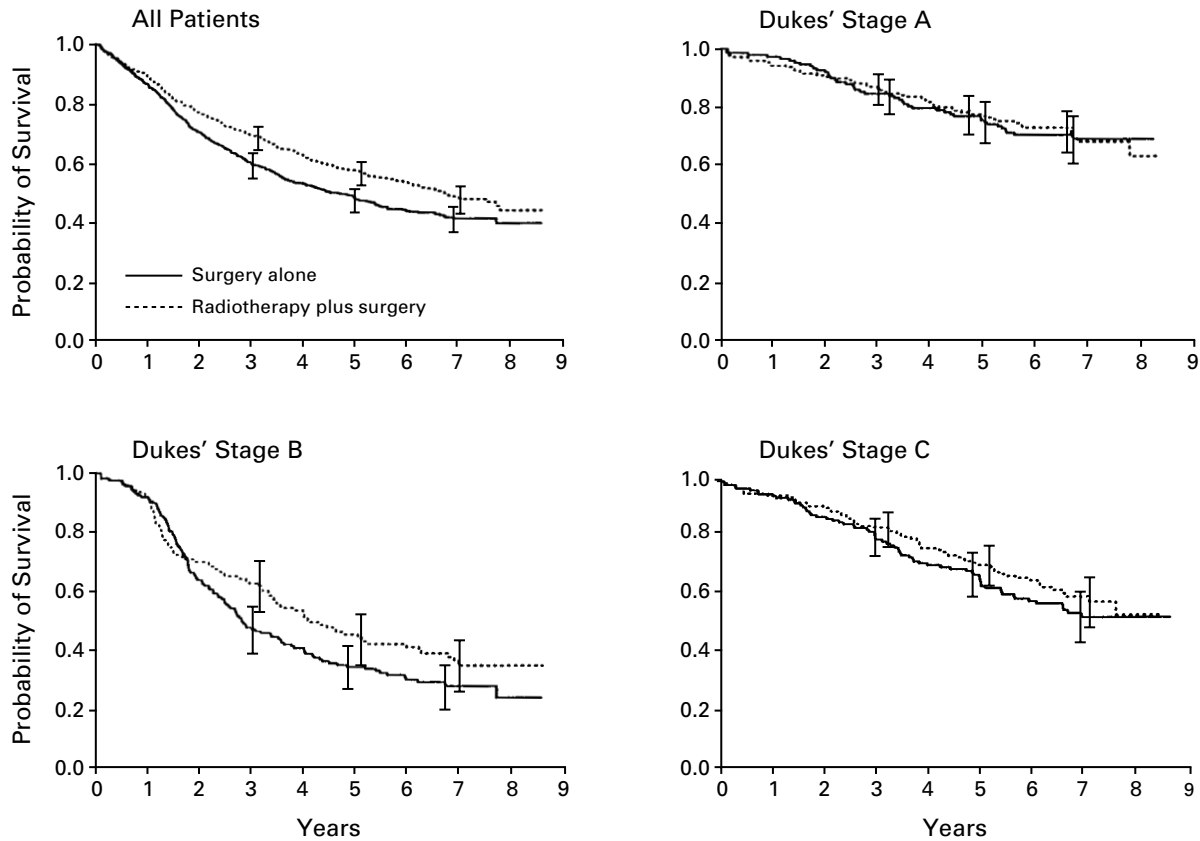 All Patients
Probability of Survival
1.0
0.8
0.6
0.4
0.2
0.0
Surgery alone
Radiotherapy plus surgery
0 1 2 3 4 5 6 7 8 9
Dukes’ Stage A
1.0
0.8
0.6
0.4
0.2
0.0
0 1 2 3 4 5 6 7 8 9
Dukes’ Stage B
Probability of Survival
1.0
0.8
0.6
0.4
0.2
0.0
0 1 2 3 4 5 6 7 8 9
Years
Dukes’ Stage C
1.0
0.8
0.6
0.4
0.2
0.0
0 1 2 3 4 5 6 7 8 9
Years